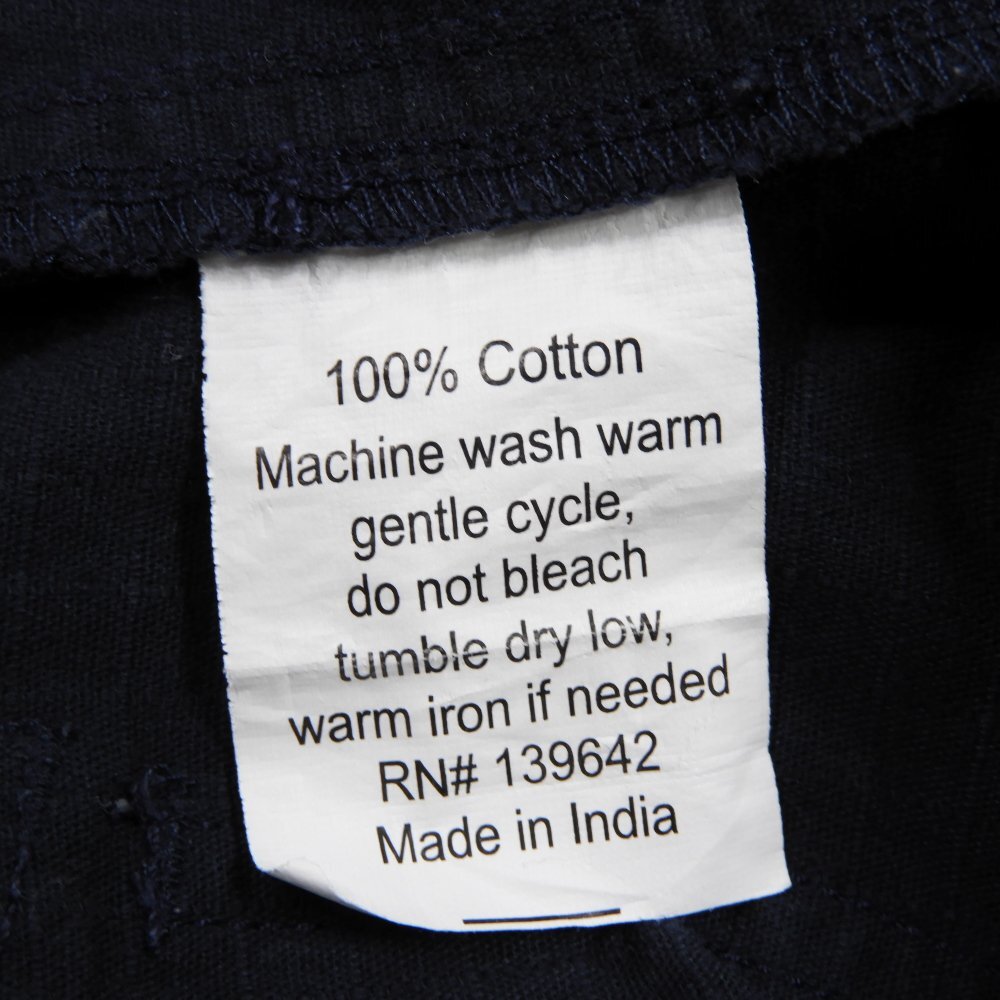 100% Cotton
Machine wash warm
gentle cycle,
do not bleach
tumble dry low,
warm iron if needed
RN# 139642
Made in India